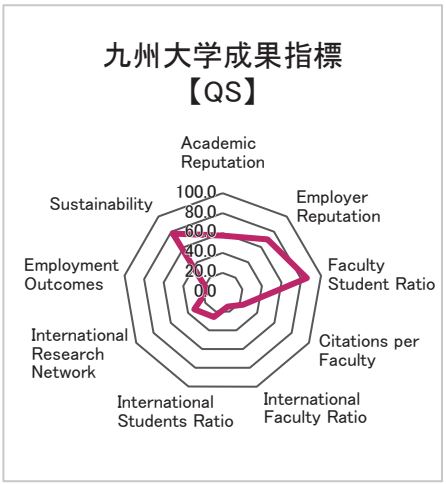 九州大学成果指標
【QS】
Academic
Reputation
Employer
Reputation
Faculty
Student Ratio
Citations per
Faculty
International
Faculty Ratio
International
Students Ratio
International
Research
Network
Employment
Outcomes
Sustainability
100.0
80.0
60.0
40.0
20.0
0.0